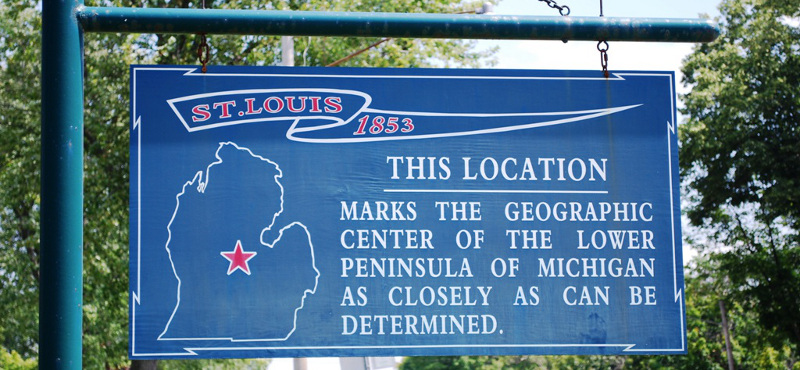 ST. LOUIS
1853
THIS LOCATION
MARKS THE GEOGRAPHIC
CENTER OF THE LOWER
PENINSULA OF MICHIGAN
AS CLOSELY AS CAN BE
DETERMINED.